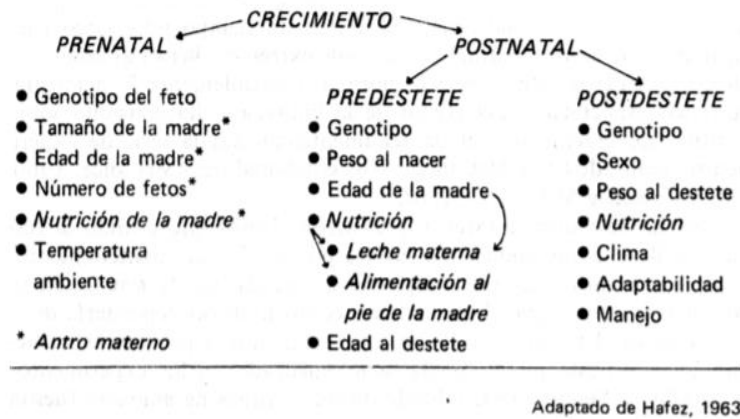 CRECIMIENTO
PRENATAL
POSTNATAL
• Genotipo del feto
• Tamaño de la madre*
• Edad de la madre*
• Número de fetos*
• Nutrición de la madre*
• Temperatura
ambiente
* Antro materno
PREDESTETE
• Genotipo
• Peso al nacer
• Edad de la madre
• Nutrición
• Leche materna
• Alimentación al
pie de la madre
• Edad al destete
POSTDESTETE
• Genotipo
• Sexo
• Peso al destete
• Nutrición
• Clima
• Adaptabilidad
• Manejo
Adaptado de Hafez, 1963